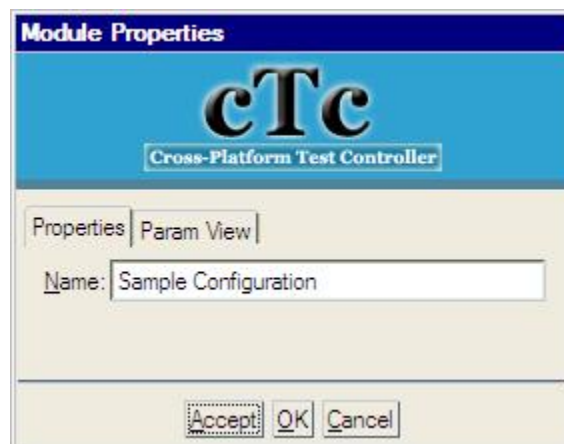 Module Properties
cTc
Cross-Platform Test Controller
Properties Param View
Name: Sample Configuration
Accept OK Cancel